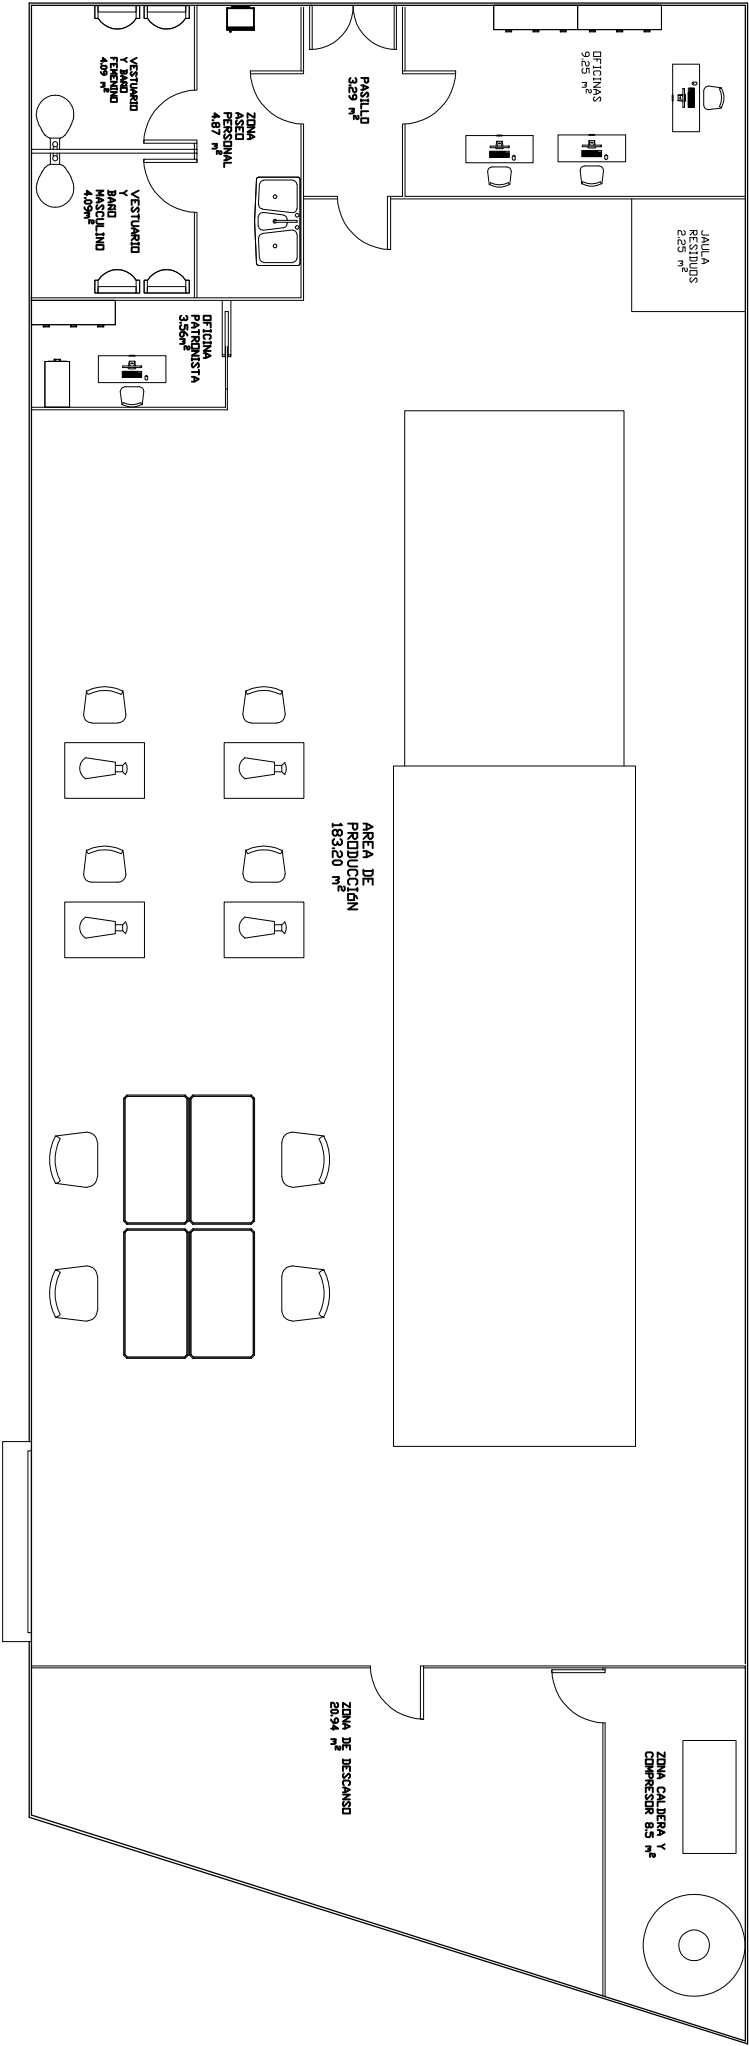 VESTUARIO
Y BAÑO
FEMENINO
4.09 m²
ZONA
ASEO
PERSONAL
4.87 m²
PASILLO
3.29 m²
OFICINAS
9.25 m²
VESTUARIO
Y
BAÑO
MASCULINO
4.09m²
JAULA
RESIDUOS
2.25 m²
OFICINA
PATRONISTA
3.56m²
AREA DE
PRODUCCIÓN
183.20 m²
ZONA DE DESCANSO
20.94 m²
ZONA CALDERA Y
COMPRESOR 8.5 m²